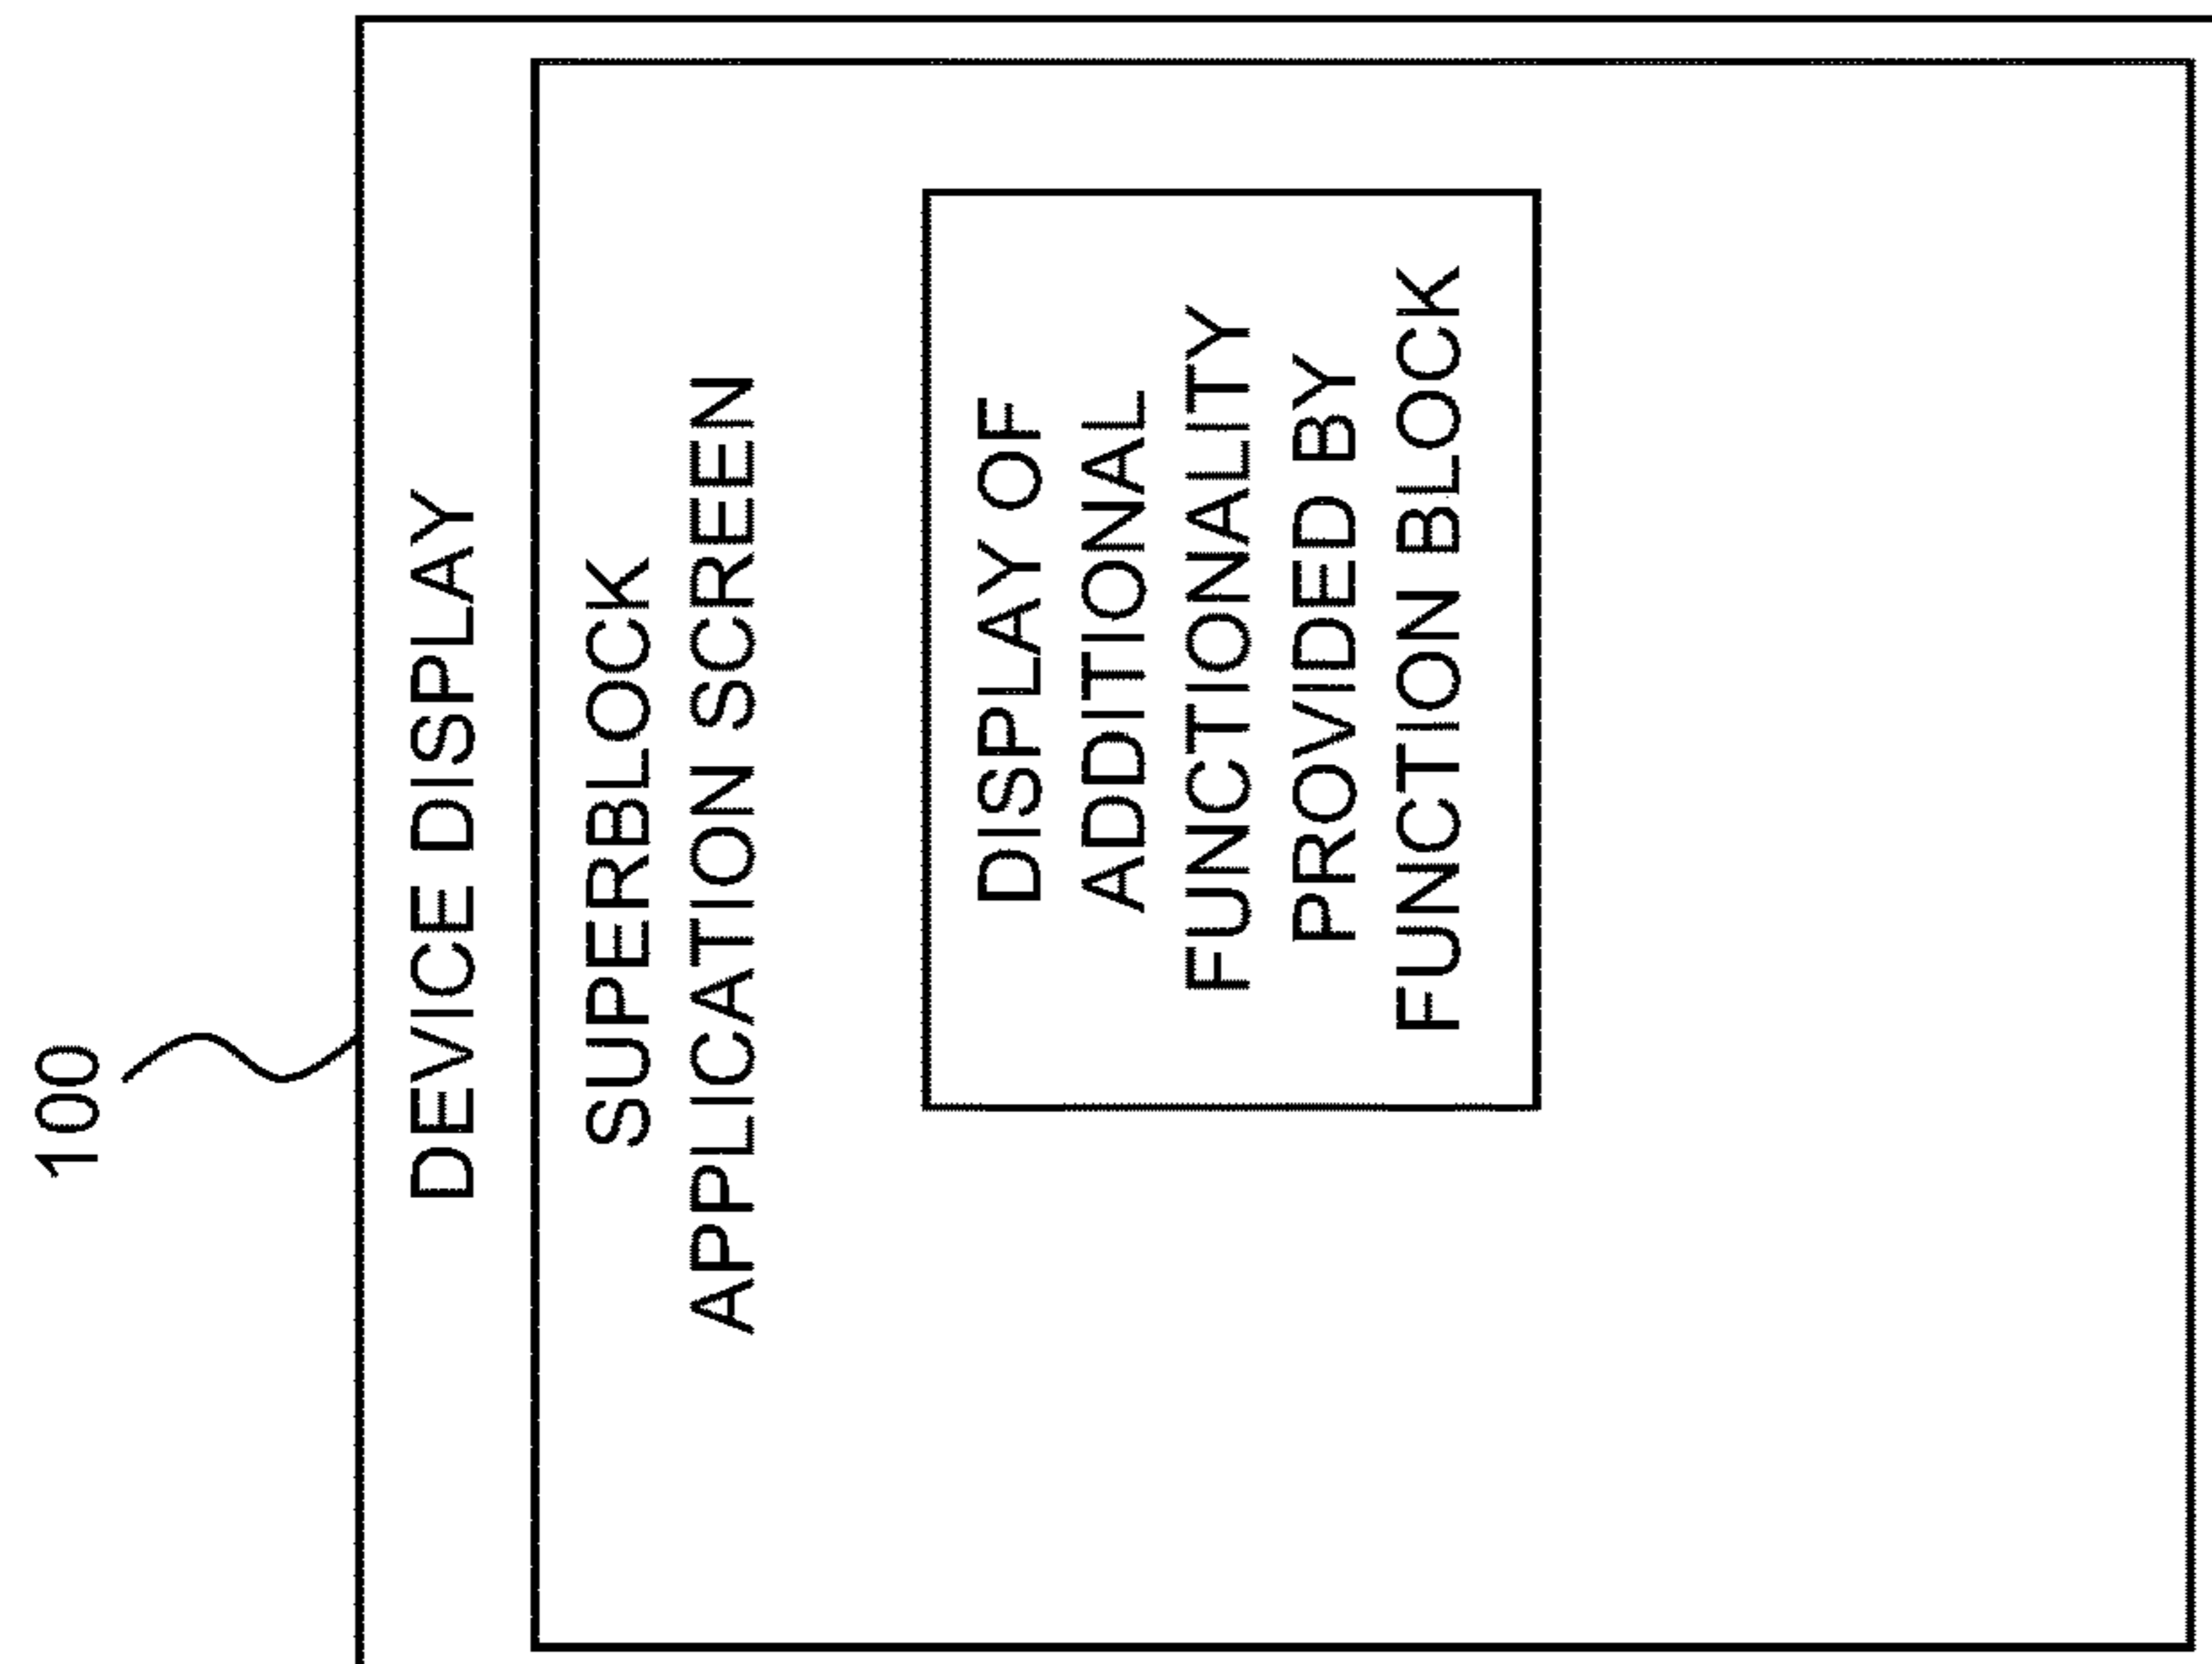 100
DEVICE DISPLAY
SUPERBLOCK
APPLICATION SCREEN
DISPLAY OF
ADDITIONAL
FUNCTIONALITY
PROVIDED BY
FUNCTION BLOCK